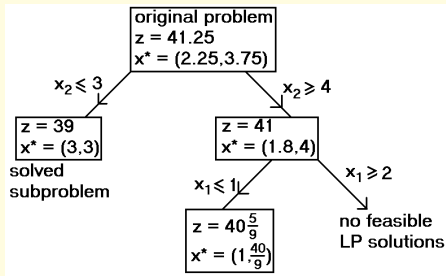 original problem
z = 41.25
x* = (2.25,3.75)
x₂ ⩽ 3
x₂ ⩾ 4
z = 39
x* = (3,3)
solved
subproblem
z = 41
x* = (1.8,4)
x₁ ⩽ 1
x₁ ⩾ 2
z = 40 5/9
x* = (1,40/9)
no feasible
LP solutions